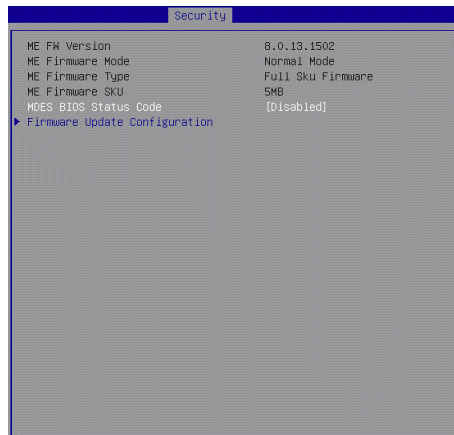 Security
ME FW Version 8.0.13.1502
ME Firmware Mode Normal Mode
ME Firmware Type Full Sku Firmware
ME Firmware SKU 5MB
MDES BIOS Status Code [Disabled]
Firmware Update Configuration